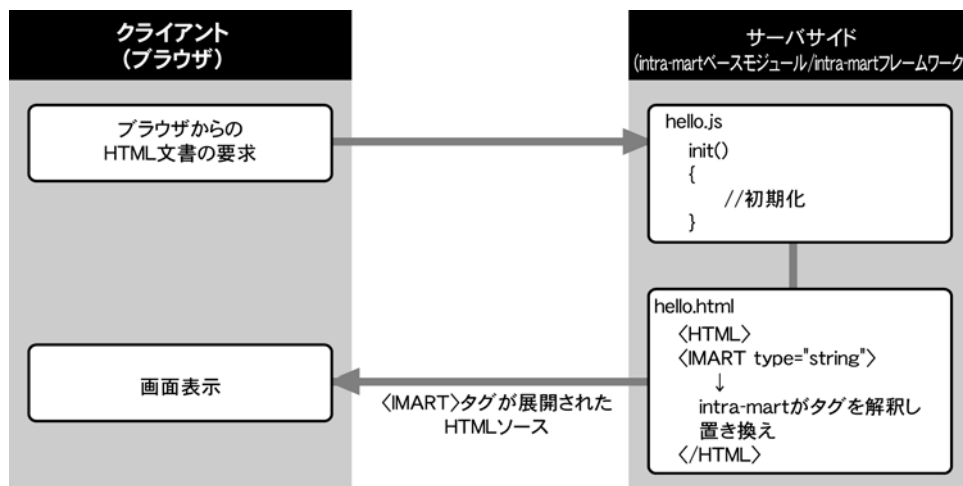 クライアント
(ブラウザ)
サーバサイド
(intra-martベースモジュール/intra-martフレームワーク
ブラウザからの
HTML文書の要求
hello.js
init()
{
//初期化
}
hello.html
〈HTML〉
〈IMART type="string"〉
↓
intra-martがタグを解釈し
置き換え
〈/HTML〉
〈IMART〉タグが展開された
HTMLソース
画面表示